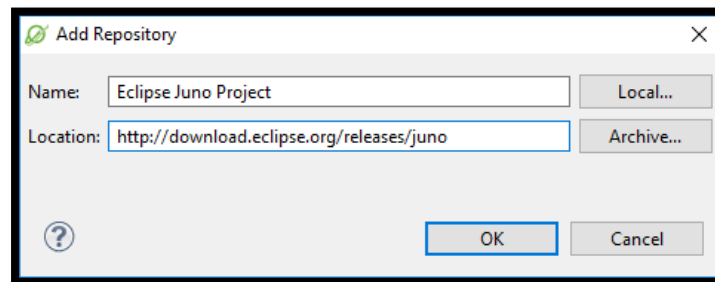 Add Repository
Name: Eclipse Juno Project Local...
Location: http://download.eclipse.org/releases/juno Archive...
? OK Cancel